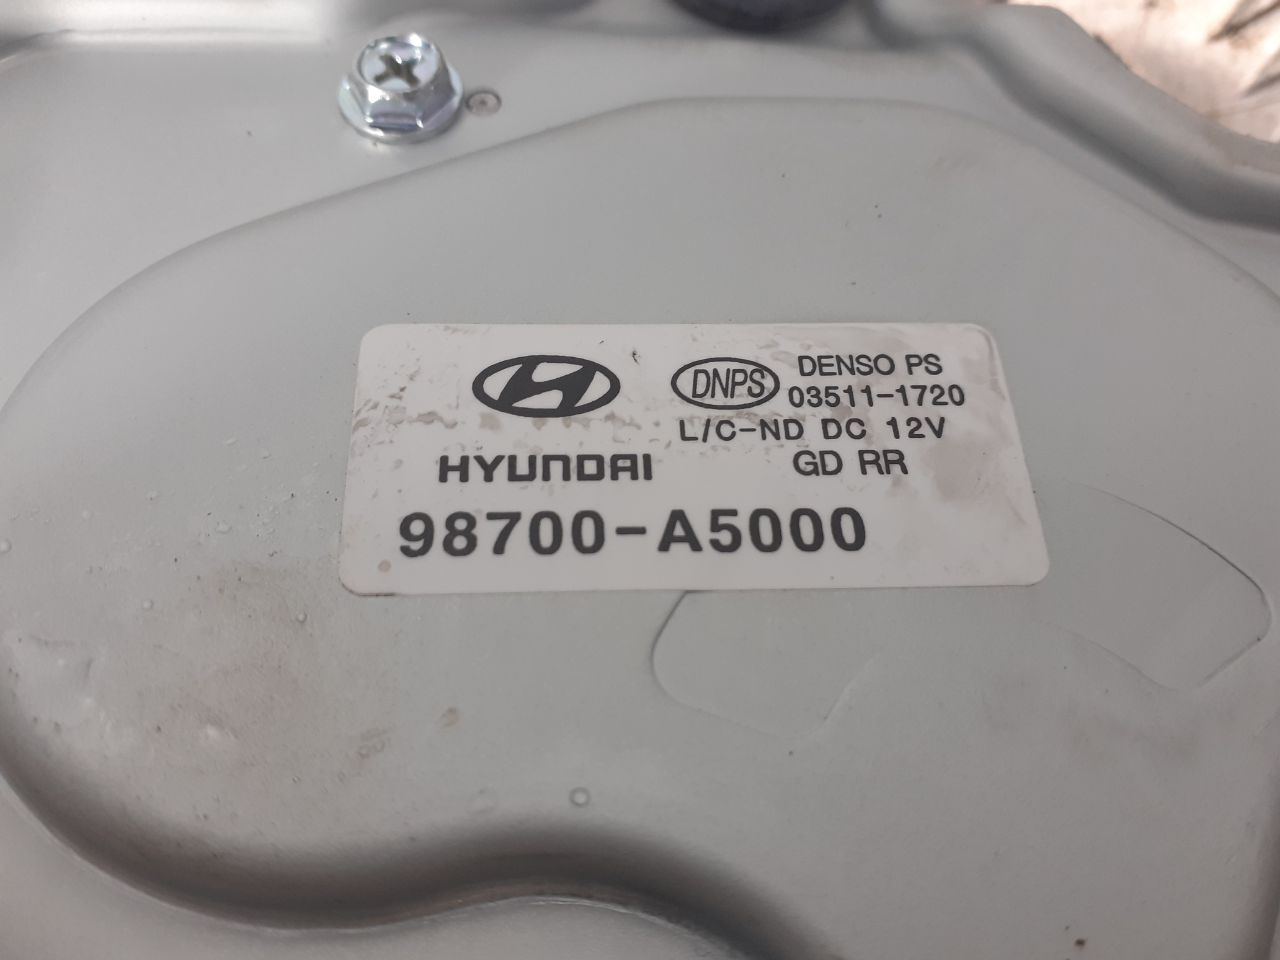 DNPS DENSO PS
03511-1720
L/C-ND DC 12V
HYUNDAI GD RR
98700-A5000